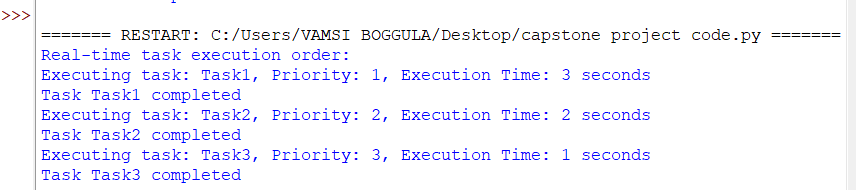 >>>
======= RESTART: C:/Users/VAMSI BOGGULA/Desktop/capstone project code.py =======
Real-time task execution order:
Executing task: Task1, Priority: 1, Execution Time: 3 seconds
Task Task1 completed
Executing task: Task2, Priority: 2, Execution Time: 2 seconds
Task Task2 completed
Executing task: Task3, Priority: 3, Execution Time: 1 seconds
Task Task3 completed